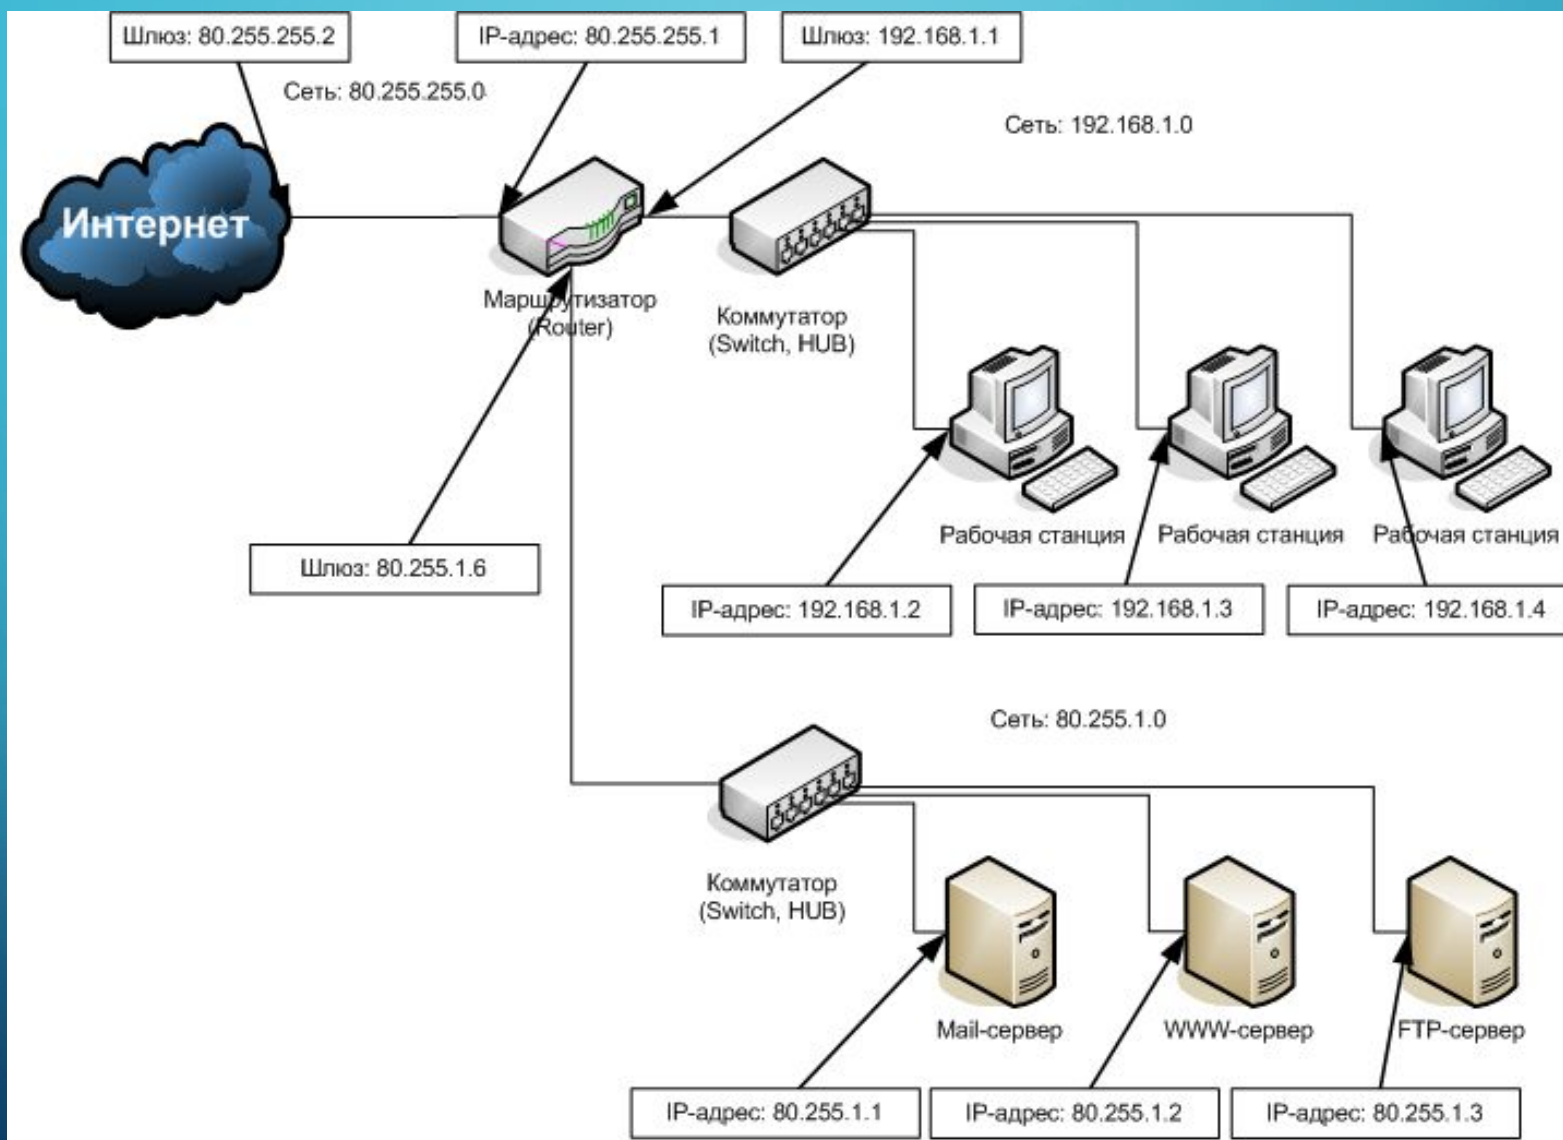 Шлюз: 80.255.255.2
IP-адрес: 80.255.255.1
Шлюз: 192.168.1.1
Сеть: 80.255.255.0
Сеть: 192.168.1.0
Интернет
Маршрутизатор
(Router)
Коммутатор
(Switch, HUB)
Рабочая станция
Рабочая станция
Рабочая станция
Шлюз: 80.255.1.6
IP-адрес: 192.168.1.2
IP-адрес: 192.168.1.3
IP-адрес: 192.168.1.4
Сеть: 80.255.1.0
Коммутатор
(Switch, HUB)
Mail-сервер
WWW-сервер
FTP-сервер
IP-адрес: 80.255.1.1
IP-адрес: 80.255.1.2
IP-адрес: 80.255.1.3